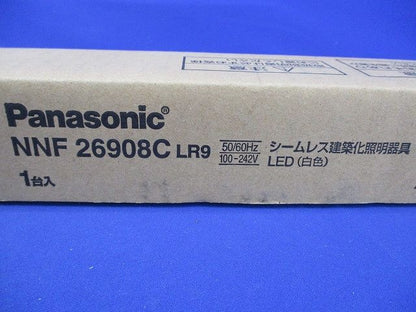 Panasonic®
NNF 26908C LR9
50/60Hz
100-242V
シームレス建築化照明器具
LED（白色）
1台入